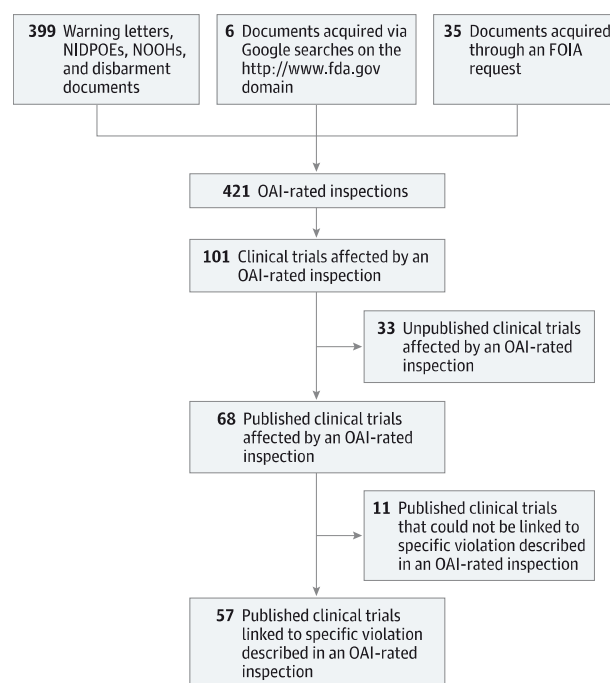 399 Warning letters,
NIDPOEs, NOOHs,
and disbarment
documents
6 Documents acquired via
Google searches on the
http://www.fda.gov
domain
35 Documents acquired
through an FOIA
request
421 OAI-rated inspections
101 Clinical trials affected by an
OAI-rated inspection
33 Unpublished clinical trials
affected by an OAI-rated
inspection
68 Published clinical trials
affected by an OAI-rated
inspection
11 Published clinical trials
that could not be linked to
specific violation described
in an OAI-rated inspection
57 Published clinical trials
linked to specific violation
described in an OAI-rated
inspection